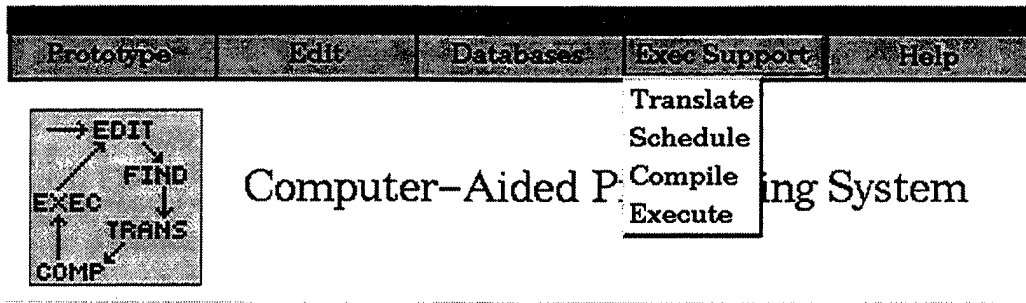 Prototype Edit Databases Exec Support Help
Translate
Schedule
Compile
Execute
EDIT
FIND
EXEC
TRANS
COMP
Computer-Aided P ing System